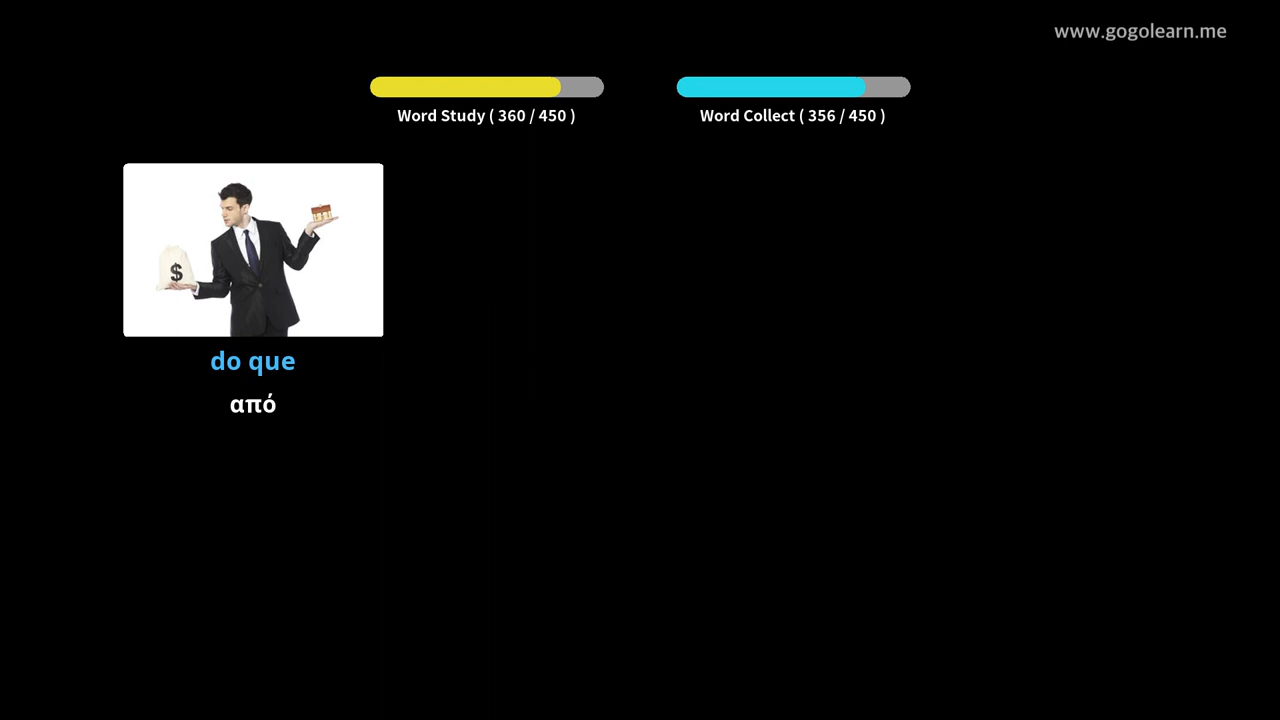 www.gogolearn.me
Word Study ( 360 / 450 )
Word Collect ( 356 / 450 )
$
do que
από